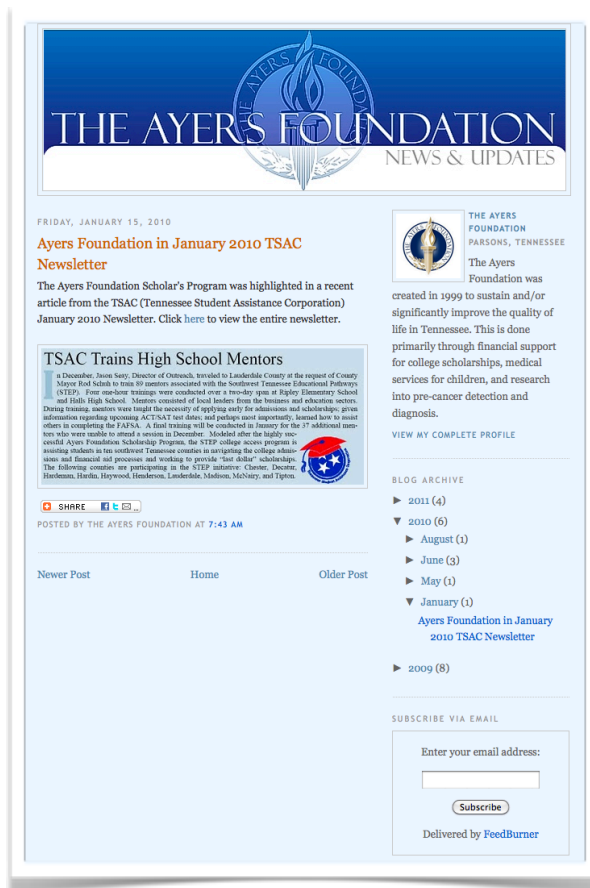 THE AYERS FOUNDATION
NEWS & UPDATES
FRIDAY, JANUARY 15, 2010
Ayers Foundation in January 2010 TSAC
Newsletter
The Ayers Foundation Scholar's Program was highlighted in a recent
article from the TSAC (Tennessee Student Assistance Corporation)
January 2010 Newsletter. Click here to view the entire newsletter.
TSAC Trains High School Mentors
In December, Jason Seay, Director of Outreach, traveled to Lauderdale County at the request of County
Mayor Rod Schuh to train 89 mentors associated with the Southwest Tennessee Educational Pathways
(STEP). Four one-hour trainings were conducted over a two-day span at Ripley Elementary School
and Halls High School. Mentors consisted of local leaders from the business and education sectors.
During training, mentors were taught the necessity of applying early for admissions and scholarships; given
information regarding upcoming ACT/SAT test dates; and perhaps most importantly, learned how to assist
others in completing the FAFSA. A final training will be conducted in January for the 37 additional men-
tors who were unable to attend a session in December. Modeled after the highly suc-
cessful Ayers Foundation Scholarship Program, the STEP college access program is
assisting students in ten southwest Tennessee counties in navigating the college admis-
sions and financial aid processes and working to provide "last dollar" scholarships.
The following counties are participating in the STEP initiative: Chester, Decatur,
Hardeman, Hardin, Haywood, Henderson, Lauderdale, Madison, McNairy, and Tipton.
SHARE
POSTED BY THE AYERS FOUNDATION AT 7:43 AM
Newer Post Home Older Post
THE AYERS
FOUNDATION
PARSONS, TENNESSEE
The Ayers
Foundation was
created in 1999 to sustain and/or
significantly improve the quality of
life in Tennessee. This is done
primarily through financial support
for college scholarships, medical
services for children, and research
into pre-cancer detection and
diagnosis.
VIEW MY COMPLETE PROFILE
BLOG ARCHIVE
► 2011 (4)
▼ 2010 (6)
► August (1)
► June (3)
► May (1)
▼ January (1)
Ayers Foundation in January
2010 TSAC Newsletter
► 2009 (8)
SUBSCRIBE VIA EMAIL
Enter your email address:
Subscribe
Delivered by FeedBurner